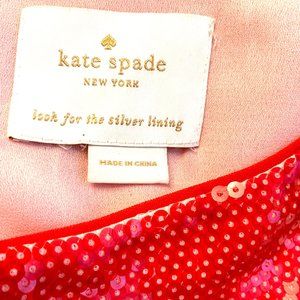 kate spade
NEW YORK
look for the silver lining
MADE IN CHINA